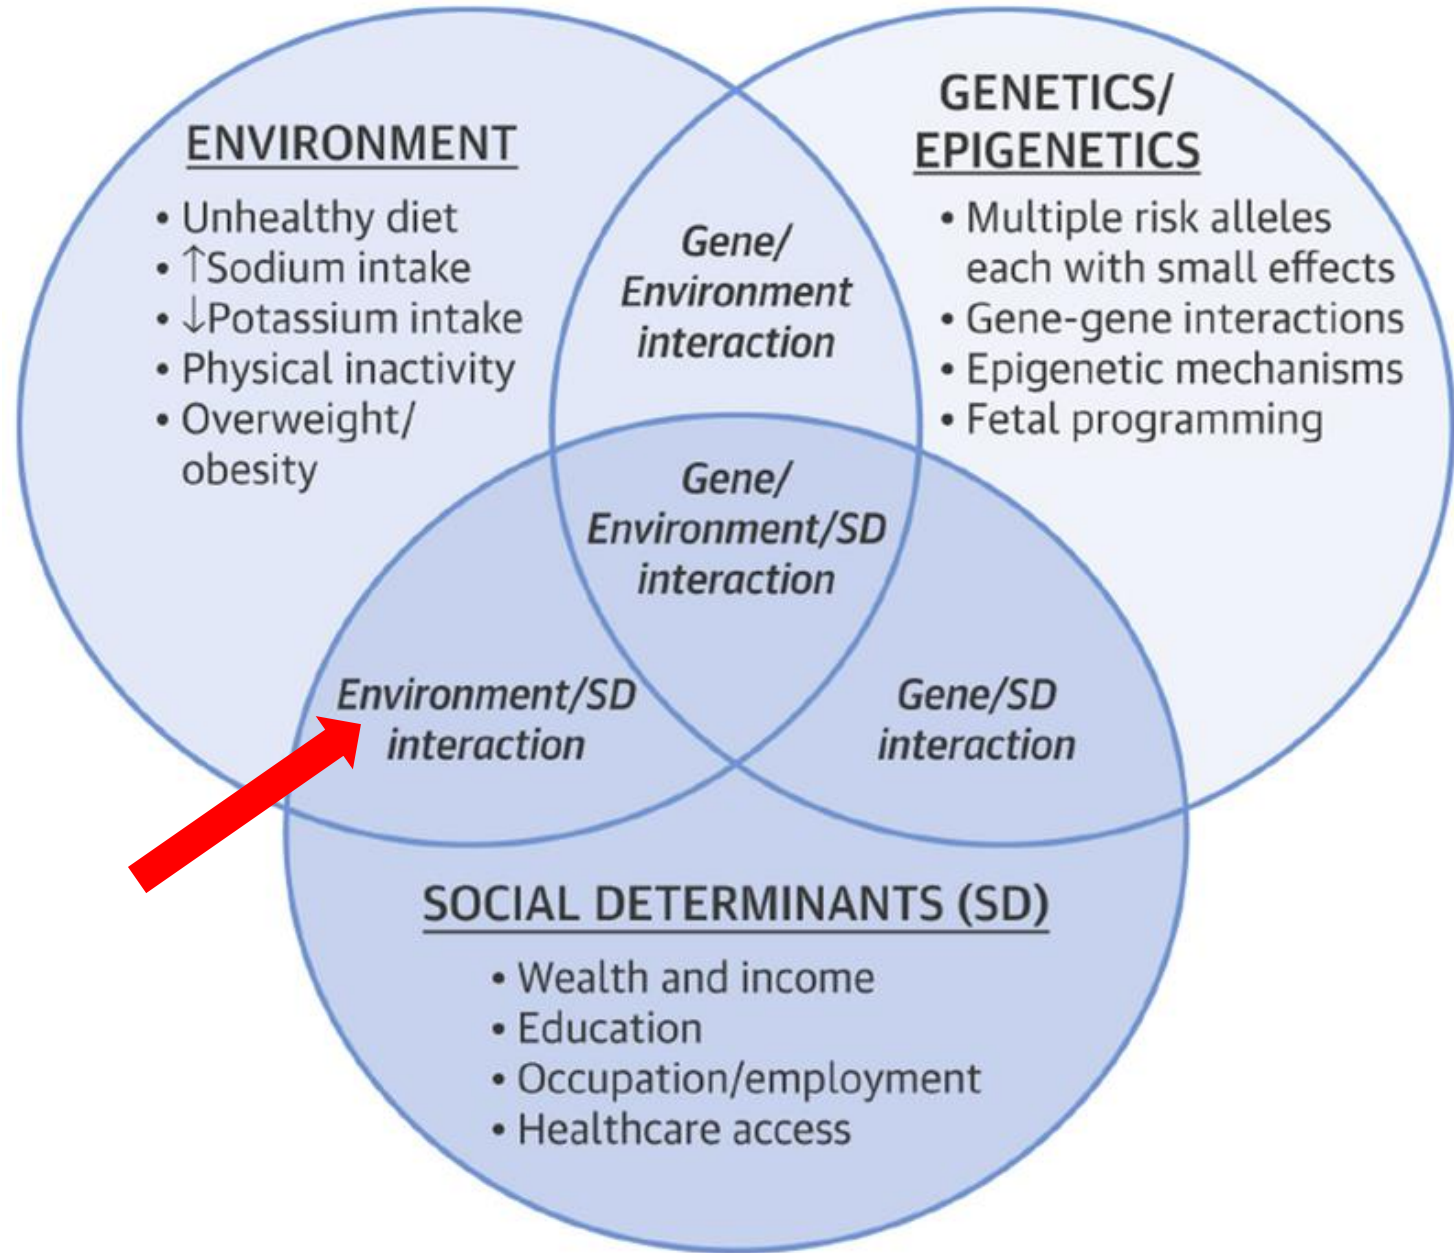 ENVIRONMENT
• Unhealthy diet
• ↑Sodium intake
• ↓Potassium intake
• Physical inactivity
• Overweight/
obesity
GENETICS/
EPIGENETICS
• Multiple risk alleles
each with small effects
• Gene-gene interactions
• Epigenetic mechanisms
• Fetal programming
Gene/
Environment
interaction
Gene/
Environment/SD
interaction
Environment/SD
interaction
Gene/SD
interaction
SOCIAL DETERMINANTS (SD)
• Wealth and income
• Education
• Occupation/employment
• Healthcare access